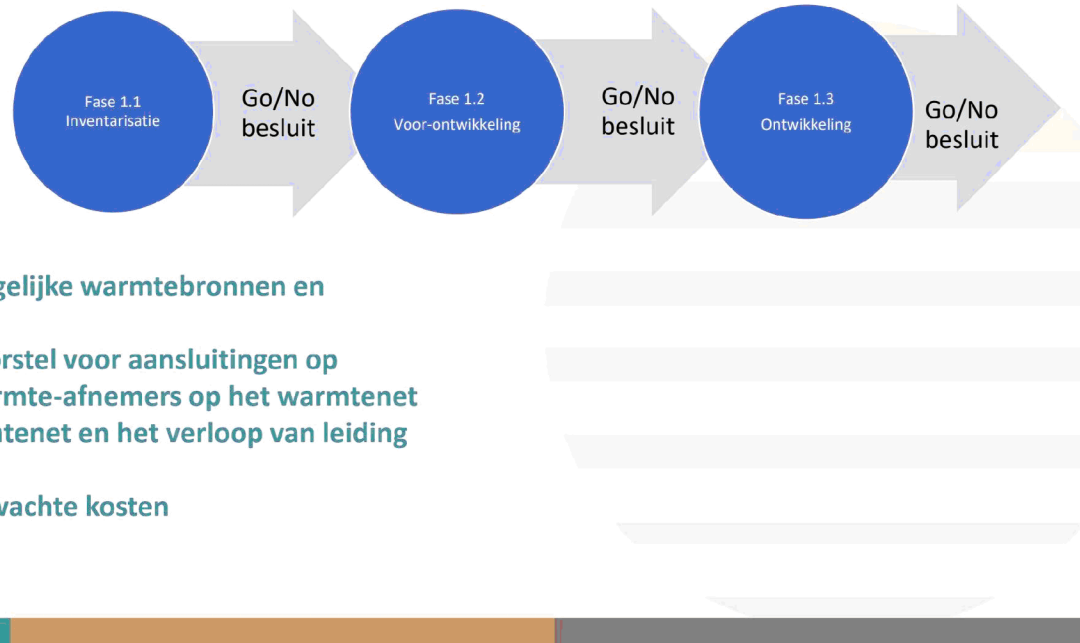 Fase 1.1
Inventarisatie
Go/No
besluit
Fase 1.2
Voor-ontwikkeling
Go/No
besluit
Fase 1.3
Ontwikkeling
Go/No
besluit
gelijke warmtebronnen en
orstel voor aansluitingen op
rmte-afnemers op het warmtenet
ntenet en het verloop van leiding
wachte kosten